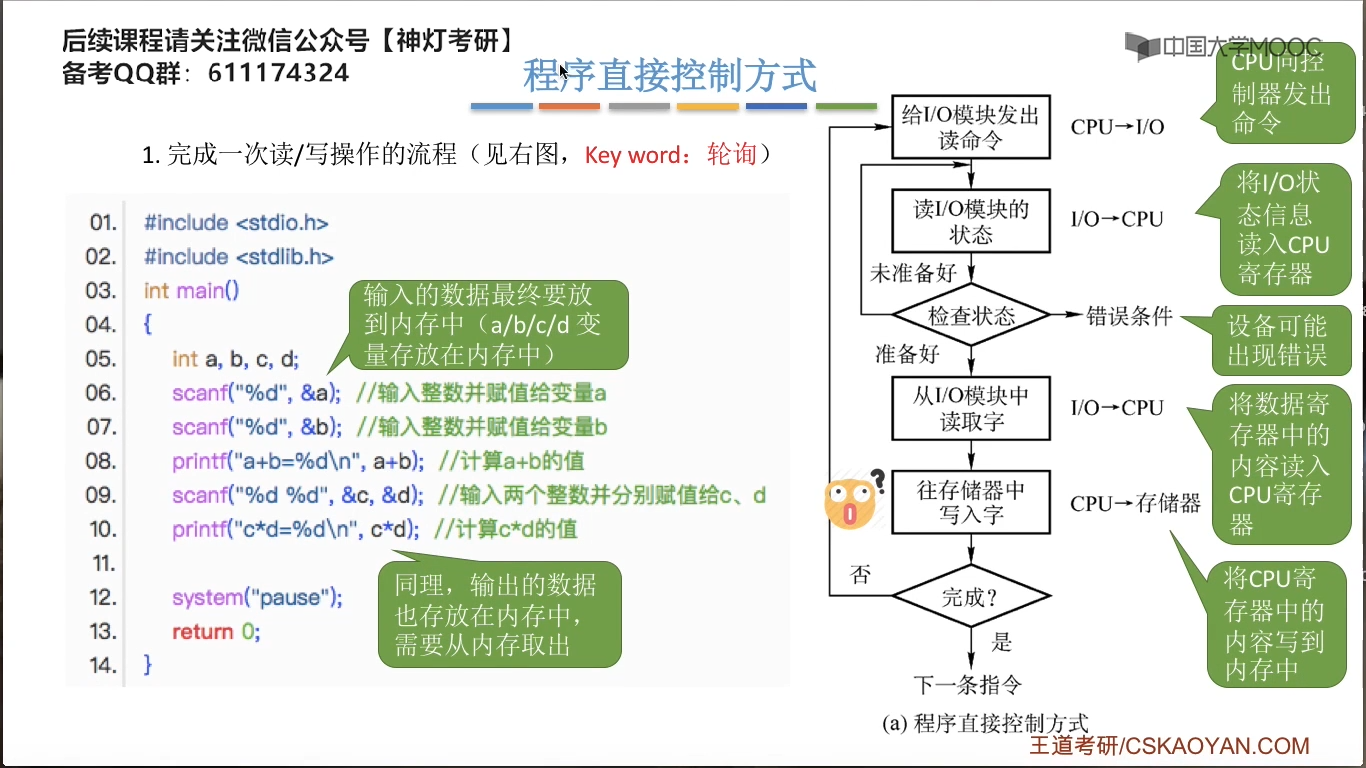 后续课程请关注微信公众号【神灯考研】
备考QQ群：611174324
中国大学MOOC
程序直接控制方式
1. 完成一次读/写操作的流程（见右图，Key word：轮询）
01. #include <stdio.h>
02. #include <stdlib.h>
03. int main()
04. {
05. int a, b, c, d;
06. scanf("%d", &a); //输入整数并赋值给变量a
07. scanf("%d", &b); //输入整数并赋值给变量b
08. printf("a+b=%d\n", a+b); //计算a+b的值
09. scanf("%d %d", &c, &d); //输入两个整数并分别赋值给c、d
10. printf("c*d=%d\n", c*d); //计算c*d的值
11.
12. system("pause");
13. return 0;
14. }
输入的数据最终要放
到内存中（a/b/c/d 变
量存放在内存中）
同理，输出的数据
也存放在内存中，
需要从内存取出
给I/O模块发出
读命令
CPU→I/O
CPU向控
制器发出
命令
读I/O模块的
状态
I/O→CPU
将I/O状
态信息
读入CPU
寄存器
未准备好
检查状态
错误条件
设备可能
出现错误
准备好
从I/O模块中
读取字
I/O→CPU
将数据寄
存器中的
内容读入
CPU寄存
器
往存储器中
写入字
CPU→存储器
将CPU寄
存器中的
内容写到
内存中
否
完成?
是
下一条指令
(a) 程序直接控制方式
王道考研/CSKAOYAN.COM